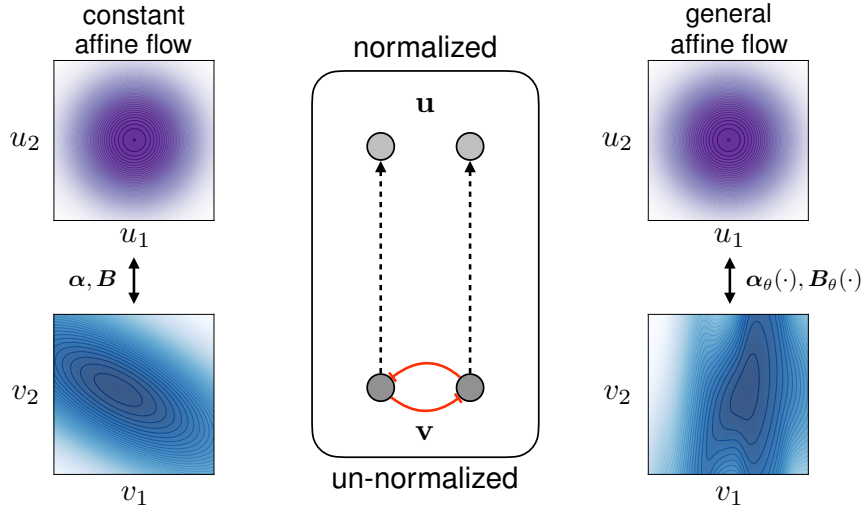 constant
affine flow
u₂
u₁
α, B
v₂
v₁
normalized
u
v
un-normalized
general
affine flow
u₂
u₁
α_θ(·), B_θ(·)
v₂
v₁